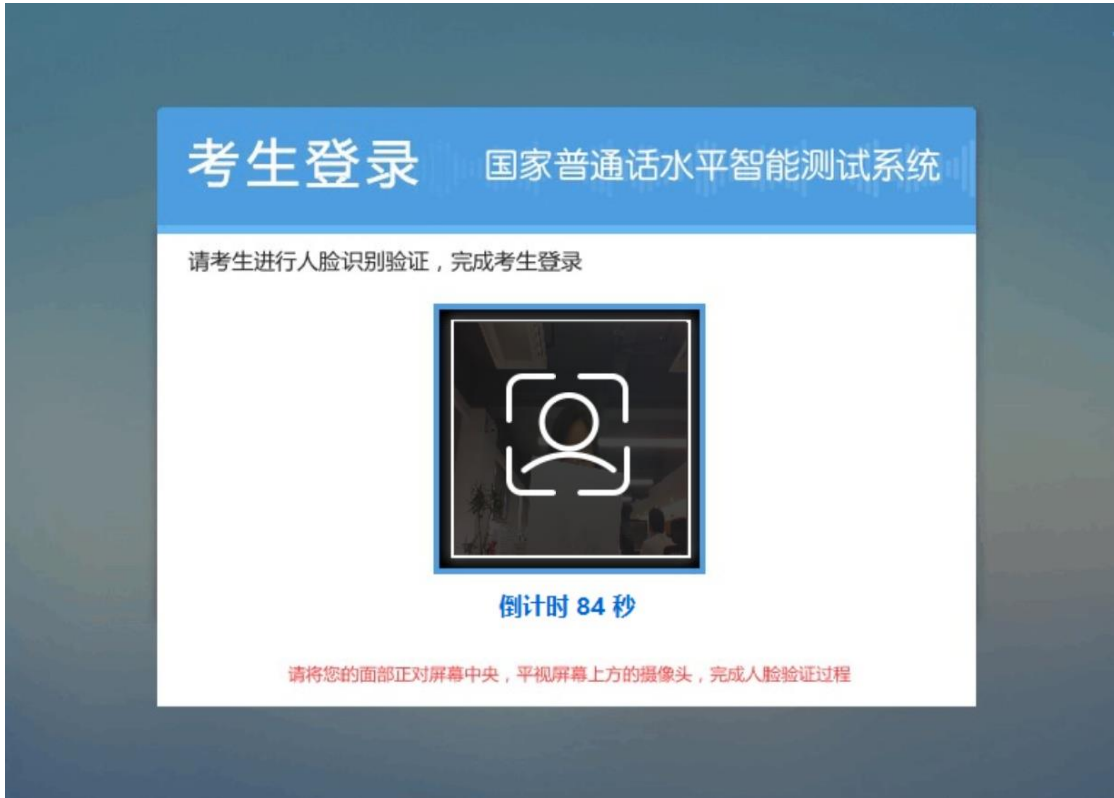 考生登录
国家普通话水平智能测试系统
请考生进行人脸识别验证，完成考生登录
倒计时 84 秒
请将您的面部正对屏幕中央，平视屏幕上方的摄像头，完成人脸验证过程